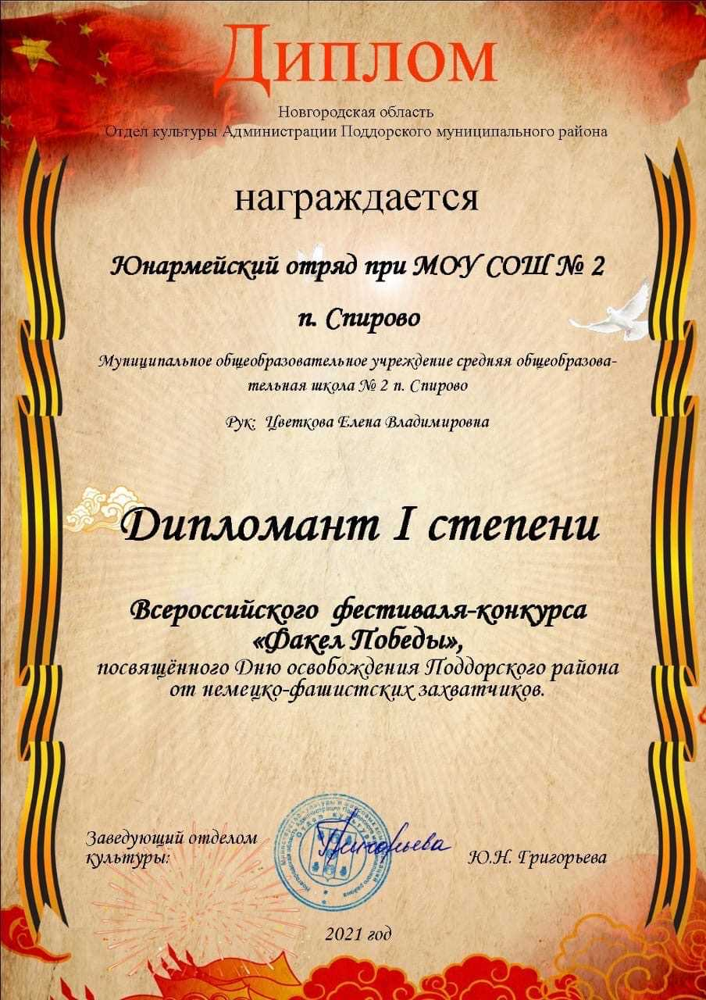 Диплом
Новгородская область
Отдел культуры Администрации Поддорского муниципального района
награждается
Юнармейский отряд при МОУ СОШ № 2
п. Спирово
Муниципальное общеобразовательное учреждение средняя общеобразова-
тельная школа № 2 п. Спирово
Рук: Цветкова Елена Владимировна
Дипломант I степени
Всероссийского фестиваля-конкурса
«Факел Победы»,
посвящённого Дню освобождения Поддорского района
от немецко-фашистских захватчиков.
Заведующий отделом
культуры:
Григорьева
Ю.Н. Григорьева
2021 год